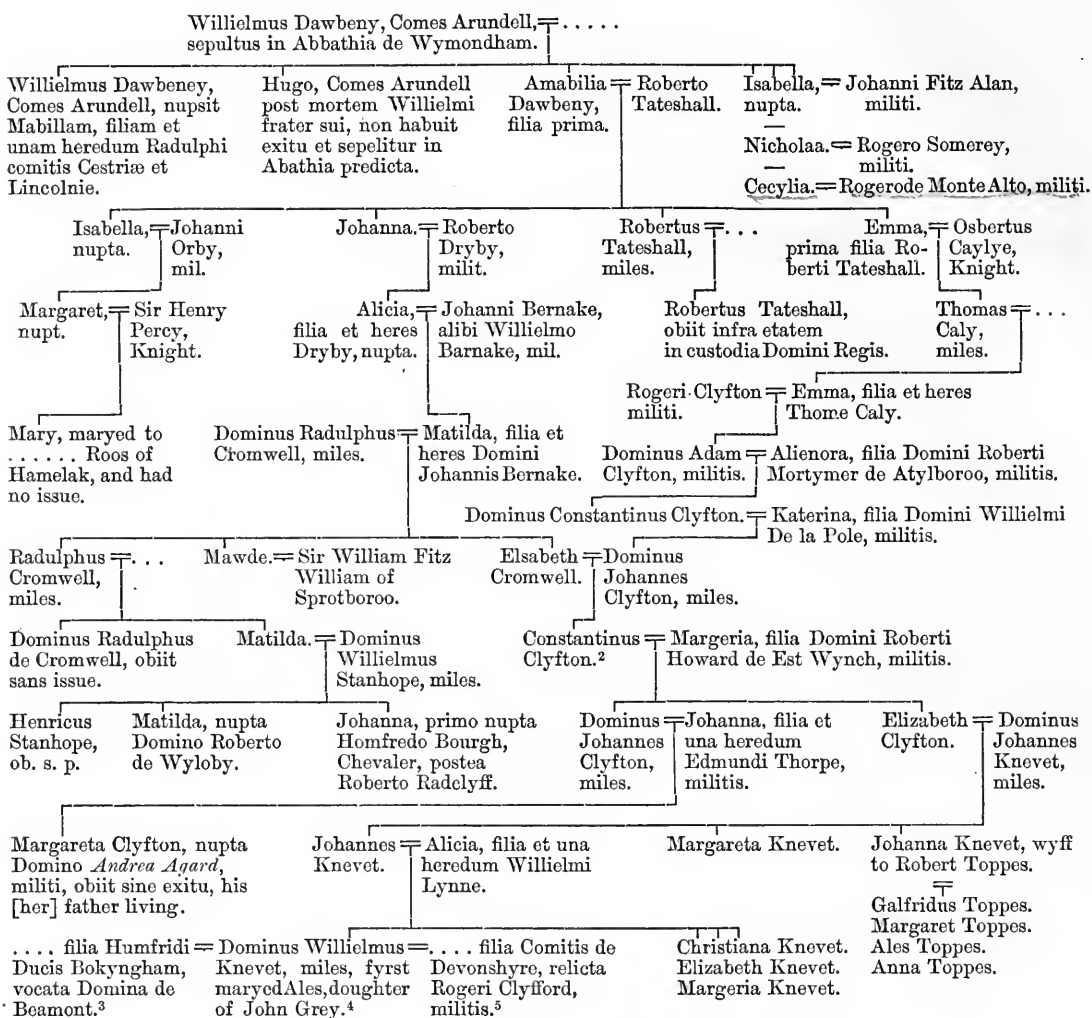 Willielmus Dawbeny, Comes Arundell,=. . . . .
sepultus in Abbathia de Wymondham.
Willielmus Dawbeney,
Comes Arundell, nupsit
Mabillam, filiam et
unam heredum Radulphi
comitis Cestriæ et
Lincolnie.
Hugo, Comes Arundell
post mortem Willielmi
frater sui, non habuit
exitu et sepelitur in
Abathia predicta.
Amabilia = Roberto
Dawbeny, Tateshall.
filia prima.
Isabella, = Johanni Fitz Alan,
nupta. militi.
—
Nicholaa. = Rogero Somerey,
— militi.
Cecylia. = Rogerode Monte Alto, militi.
Isabella, = Johanni
nupta. Orby,
mil.
Johanna. = Roberto
Dryby,
milit.
Robertus = . . .
Tateshall,
miles.
Emma, = Osbertus
prima filia Ro- Caylye,
berti Tateshall. Knight.
Margaret, = Sir Henry
nupt. Percy,
Knight.
Alicia, = Johanni Bernake,
filia et heres alibi Willielmo
Dryby, nupta. Barnake, mil.
Robertus Tateshall,
obiit infra etatem
in custodia Domini Regis.
Thomas = . . .
Caly,
miles.
Rogeri Clyfton = Emma, filia et heres
militi. Thome Caly.
Mary, maryed to
. . . . . . Roos of
Hamelak, and had
no issue.
Dominus Radulphus = Matilda, filia et
Cromwell, miles. heres Domini
Johannis Bernake.
Dominus Adam = Alienora, filia Domini Roberti
Clyfton, militis. Mortymer de Atylboroo, militis.
Dominus Constantinus Clyfton. = Katerina, filia Domini Willielmi
De la Pole, militis.
Radulphus = . . .
Cromwell,
miles.
Mawde. = Sir William Fitz
William of
Sprotboroo.
Elsabeth = Dominus
Cromwell. Johannes
Clyfton, miles.
Dominus Radulphus
de Cromwell, obiit
sans issue.
Matilda. = Dominus
Willielmus
Stanhope, miles.
Constantinus = Margeria, filia Domini Roberti
Clyfton.² Howard de Est Wynch, militis.
Henricus
Stanhope,
ob. s. p.
Matilda, nupta
Domino Roberto
de Wyloby.
Johanna, primo nupta
Homfredo Bourgh,
Chevaler, postea
Roberto Radclyff.
Dominus = Johanna, filia et
Johannes una heredum
Clyfton, Edmundi Thorpe,
miles. militis.
Elizabeth = Dominus
Clyfton. Johannes
Knevet,
miles.
Margareta Clyfton, nupta
Domino Andrea Agard,
militi, obiit sine exitu, his
[her] father living.
Johannes = Alicia, filia et una
Knevet. heredum Willielmi
Lynne.
Margareta Knevet.
Johanna Knevet, wyff
to Robert Toppes.
=
Galfridus Toppes.
Margaret Toppes.
Ales Toppes.
Anna Toppes.
. . . . filia Humfridi = Dominus Willielmus = . . . . filia Comitis de
Ducis Bokyngham, Knevet, miles, fyrst Devonshyre, relicta
vocata Domina de marycd Ales, doughter Rogeri Clyfford,
Beamont.³ of John Grey.⁴ militis.⁵
Christiana Knevet.
Elizabeth Knevet.
Margeria Knevet.